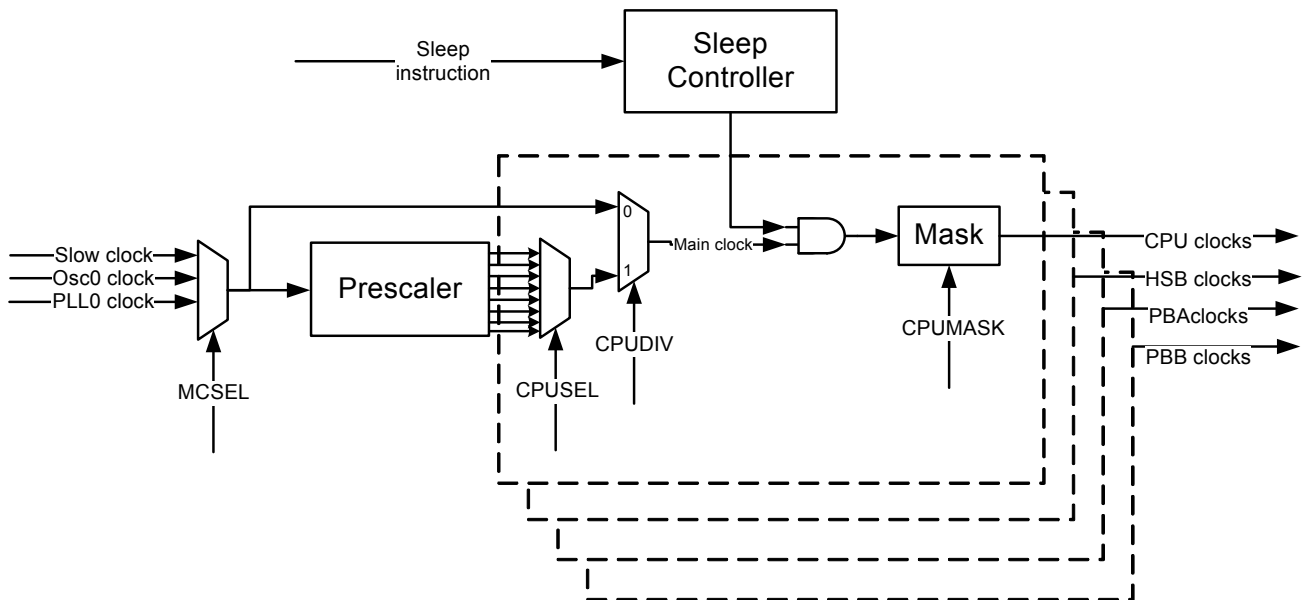 Sleep
instruction
Sleep
Controller
Slow clock
Osc0 clock
PLL0 clock
MCSEL
Prescaler
CPUSEL
0
1
CPUDIV
Main clock
Mask
CPUMASK
CPU clocks
HSB clocks
PBAclocks
PBB clocks